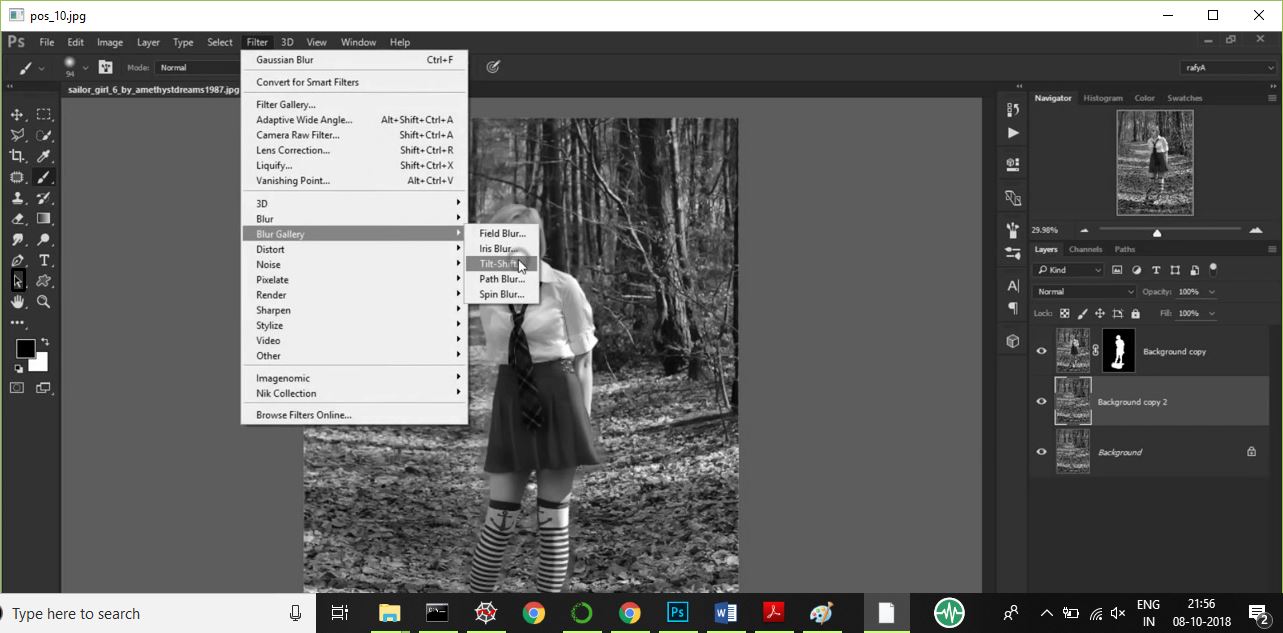 pos_10.jpg
Ps File Edit Image Layer Type Select Filter 3D View Window Help
94 Mode: Normal
rafyA
sailor_girl_6_by_amethystdreams1987.jpg
Gaussian Blur Ctrl+F
Convert for Smart Filters
Filter Gallery...
Adaptive Wide Angle... Alt+Shift+Ctrl+A
Camera Raw Filter... Shift+Ctrl+A
Lens Correction... Shift+Ctrl+R
Liquify... Shift+Ctrl+X
Vanishing Point... Alt+Ctrl+V
3D
Blur
Blur Gallery
Distort
Noise
Pixelate
Render
Sharpen
Stylize
Video
Other
Imagenomic
Nik Collection
Browse Filters Online...
Field Blur...
Iris Blur...
Tilt-Shift
Path Blur...
Spin Blur...
Navigator Histogram Color Swatches
29.98%
Layers Channels Paths
Kind
Normal Opacity: 100%
Lock: Fill: 100%
Background copy
Background copy 2
Background
Type here to search
Ps
ENG
IN
21:56
08-10-2018
2